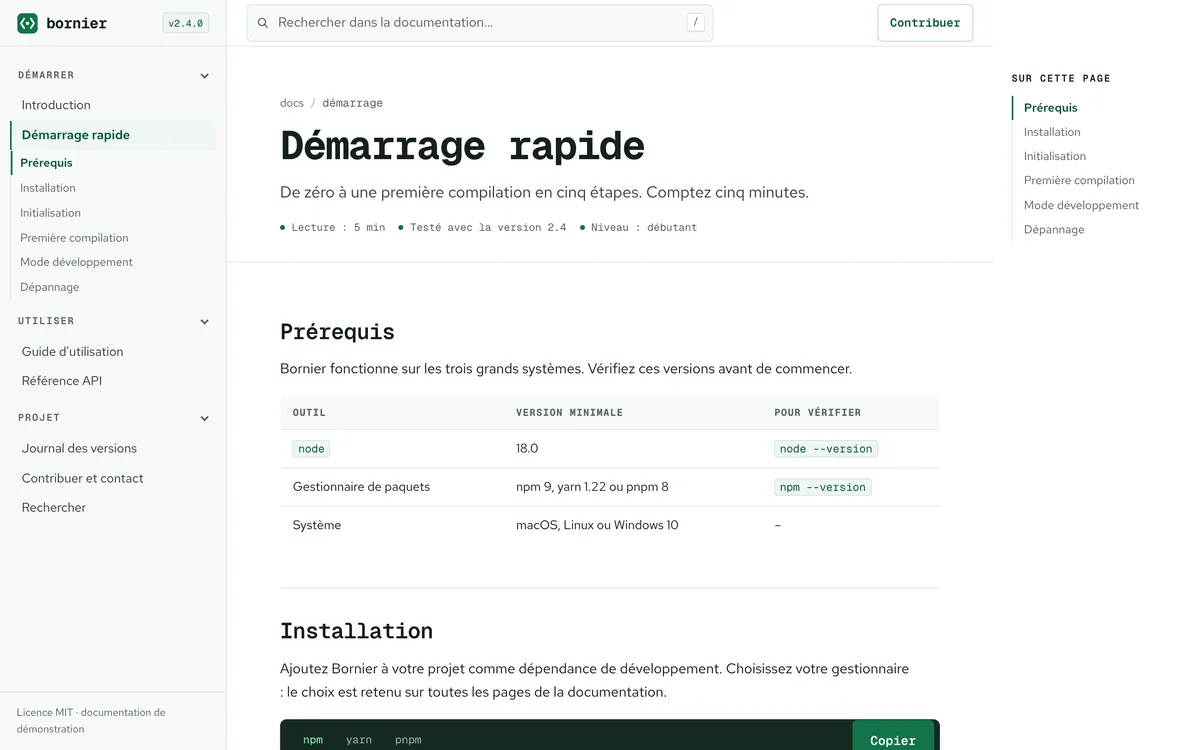 bornier
v2.4.0
Rechercher dans la documentation...
/
Contribuer
DÉMARRER
Introduction
Démarrage rapide
Prérequis
Installation
Initialisation
Première compilation
Mode développement
Dépannage
UTILISER
Guide d'utilisation
Référence API
PROJET
Journal des versions
Contribuer et contact
Rechercher
Licence MIT · documentation de
démonstration
docs / démarrage
Démarrage rapide
De zéro à une première compilation en cinq étapes. Comptez cinq minutes.
Lecture : 5 min
Testé avec la version 2.4
Niveau : débutant
Prérequis
Bornier fonctionne sur les trois grands systèmes. Vérifiez ces versions avant de commencer.
OUTIL VERSION MINIMALE POUR VÉRIFIER
node 18.0 node --version
Gestionnaire de paquets npm 9, yarn 1.22 ou pnpm 8 npm --version
Système macOS, Linux ou Windows 10 –
Installation
Ajoutez Bornier à votre projet comme dépendance de développement. Choisissez votre gestionnaire
: le choix est retenu sur toutes les pages de la documentation.
npm yarn pnpm Copier
SUR CETTE PAGE
Prérequis
Installation
Initialisation
Première compilation
Mode développement
Dépannage